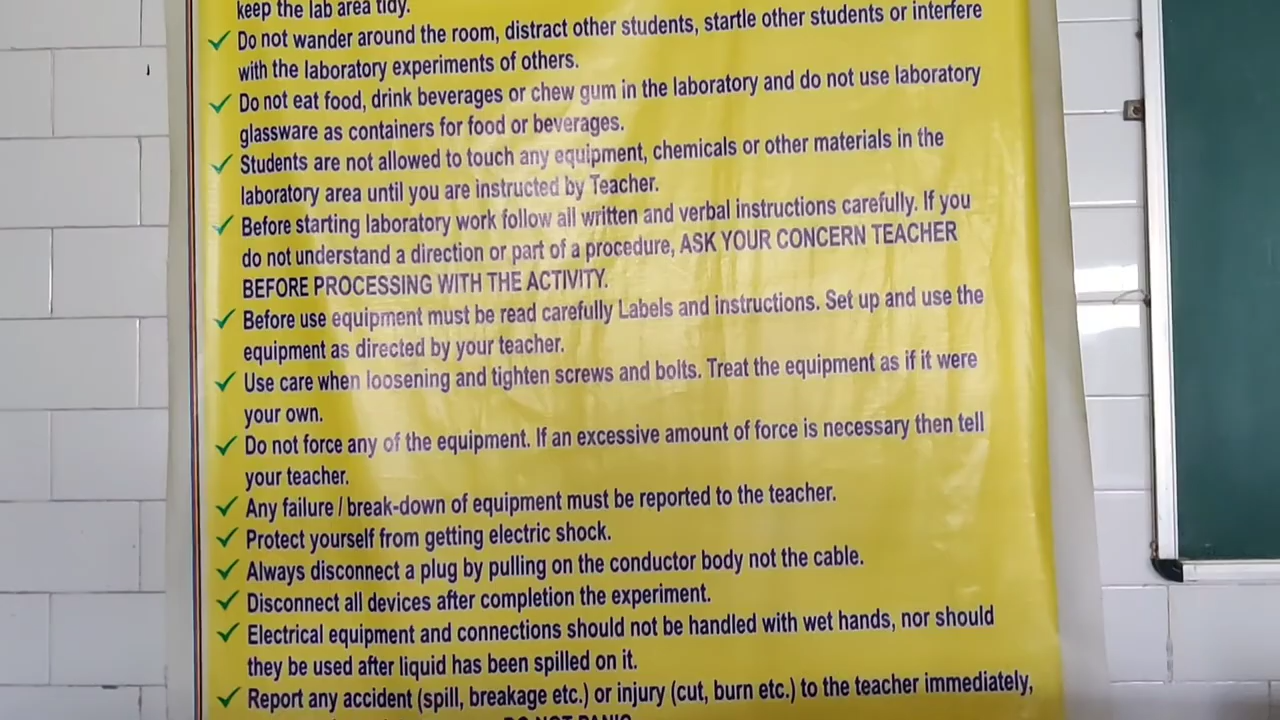 keep the lab area tidy.
Do not wander around the room, distract other students, startle other students or interfere
with the laboratory experiments of others.
Do not eat food, drink beverages or chew gum in the laboratory and do not use laboratory
glassware as containers for food or beverages.
Students are not allowed to touch any equipment, chemicals or other materials in the
laboratory area until you are instructed by Teacher.
Before starting laboratory work follow all written and verbal instructions carefully. If you
do not understand a direction or part of a procedure, ASK YOUR CONCERN TEACHER
BEFORE PROCESSING WITH THE ACTIVITY.
Before use equipment must be read carefully Labels and instructions. Set up and use the
equipment as directed by your teacher.
Use care when loosening and tighten screws and bolts. Treat the equipment as if it were
your own.
Do not force any of the equipment. If an excessive amount of force is necessary then tell
your teacher.
Any failure / break-down of equipment must be reported to the teacher.
Protect yourself from getting electric shock.
Always disconnect a plug by pulling on the conductor body not the cable.
Disconnect all devices after completion the experiment.
Electrical equipment and connections should not be handled with wet hands, nor should
they be used after liquid has been spilled on it.
Report any accident (spill, breakage etc.) or injury (cut, burn etc.) to the teacher immediately,
DO NOT PANIC